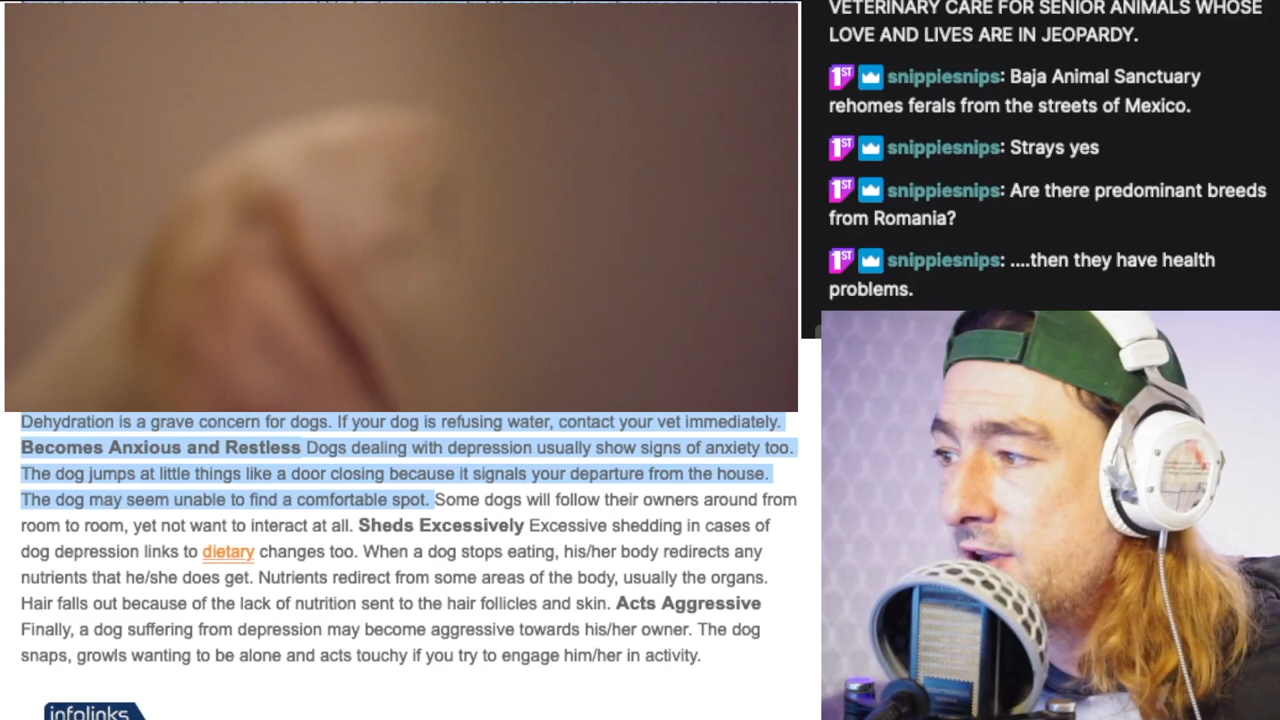 Dehydration is a grave concern for dogs. If your dog is refusing water, contact your vet immediately.
Becomes Anxious and Restless Dogs dealing with depression usually show signs of anxiety too.
The dog jumps at little things like a door closing because it signals your departure from the house.
The dog may seem unable to find a comfortable spot. Some dogs will follow their owners around from
room to room, yet not want to interact at all. Sheds Excessively Excessive shedding in cases of
dog depression links to dietary changes too. When a dog stops eating, his/her body redirects any
nutrients that he/she does get. Nutrients redirect from some areas of the body, usually the organs.
Hair falls out because of the lack of nutrition sent to the hair follicles and skin. Acts Aggressive
Finally, a dog suffering from depression may become aggressive towards his/her owner. The dog
snaps, growls wanting to be alone and acts touchy if you try to engage him/her in activity.
infolinks
VETERINARY CARE FOR SENIOR ANIMALS WHOSE
LOVE AND LIVES ARE IN JEOPARDY.
1ST snippiesnips: Baja Animal Sanctuary
rehomes ferals from the streets of Mexico.
1ST snippiesnips: Strays yes
1ST snippiesnips: Are there predominant breeds
from Romania?
1ST snippiesnips: ....then they have health
problems.